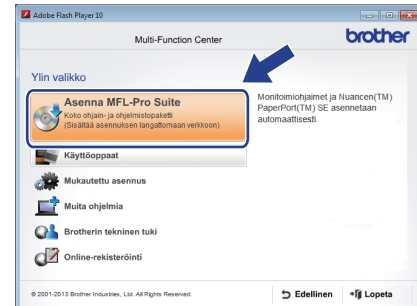 Adobe Flash Player 10
Multi-Function Center
brother
Ylin valikko
Asenna MFL-Pro Suite
Koko ohjain- ja ohjelmistopaketti
(Sisältää asennuksen langattomaan verkkoon)
Monitoimiohjaimet ja Nuancen(TM)
PaperPort(TM) SE asennetaan
automaattisesti.
Käyttöoppaat
Mukautettu asennus
Muita ohjelmia
Brotherin tekninen tuki
Online-rekisteröinti
© 2001-2013 Brother Industries, Ltd. All Rights Reserved.
Edellinen
Lopeta